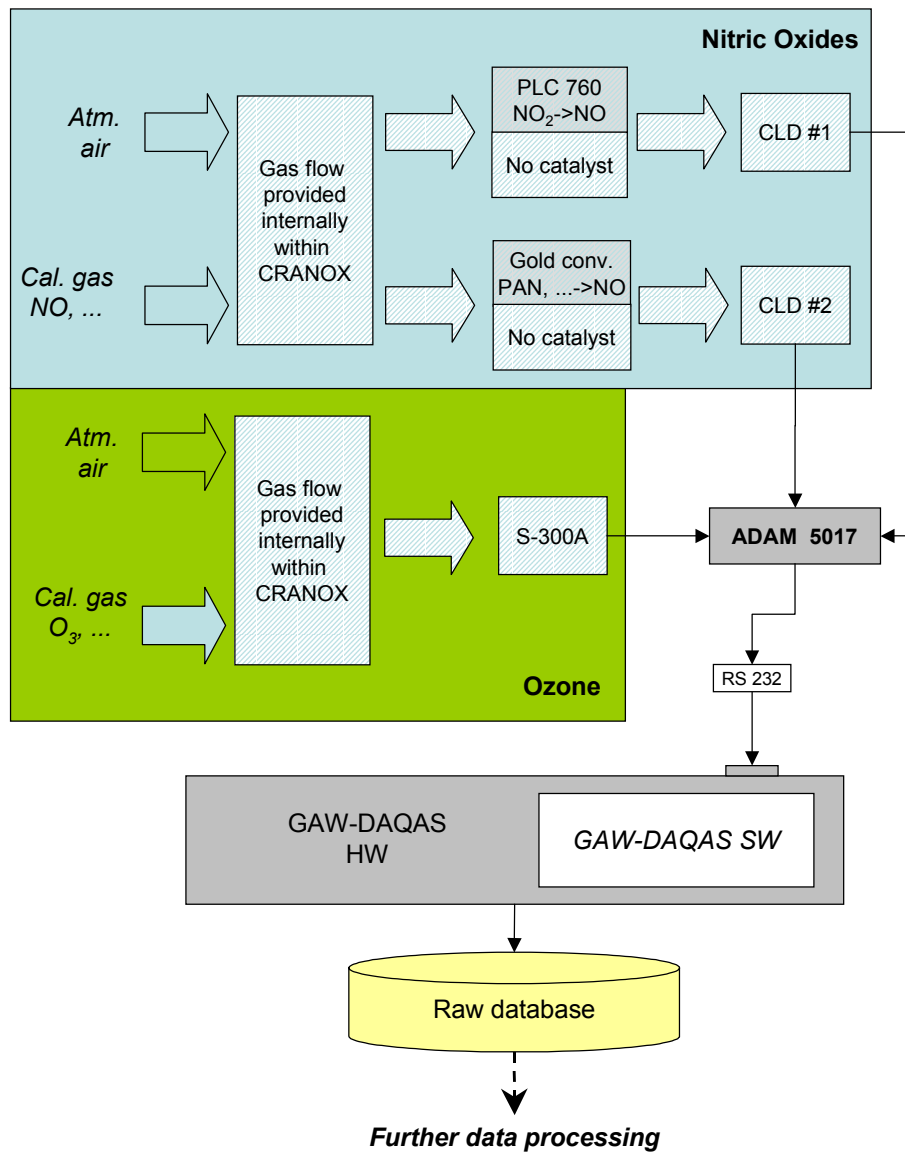 Nitric Oxides
Atm.
air
Gas flow
provided
internally
within
CRANOX
PLC 760
NO₂->NO
No catalyst
CLD #1
Cal. gas
NO, ...
Gold conv.
PAN, ...->NO
No catalyst
CLD #2
Atm.
air
Gas flow
provided
internally
within
CRANOX
S-300A
ADAM 5017
Cal. gas
O₃, ...
Ozone
RS 232
GAW-DAQAS
HW
GAW-DAQAS SW
Raw database
Further data processing